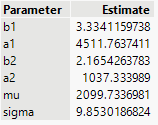 Parameter Estimate
b1 3.3341159738
a1 4511.7637411
b2 2.1654263783
a2 1037.333989
mu 2099.7336981
sigma 9.8530186824